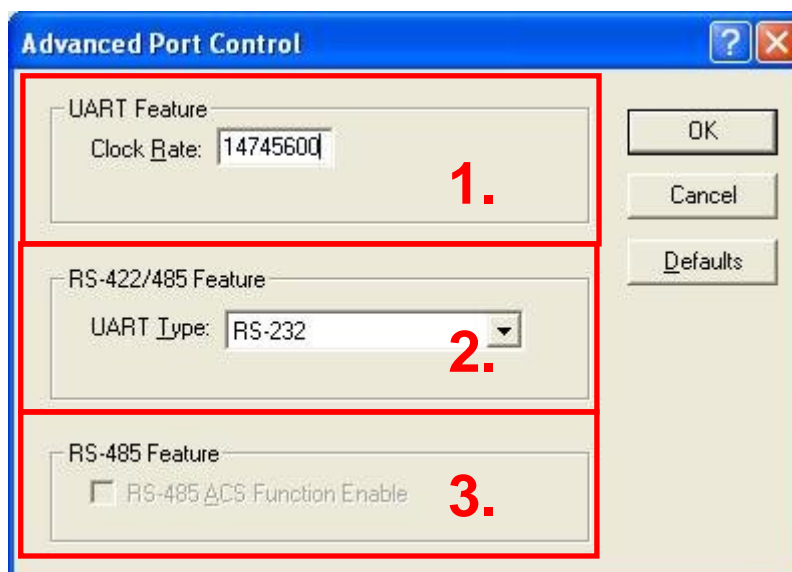 Advanced Port Control
UART Feature
Clock Rate: 14745600
1.
OK
Cancel
Defaults
RS-422/485 Feature
UART Type: RS-232
2.
RS-485 Feature
RS-485 ACS Function Enable
3.